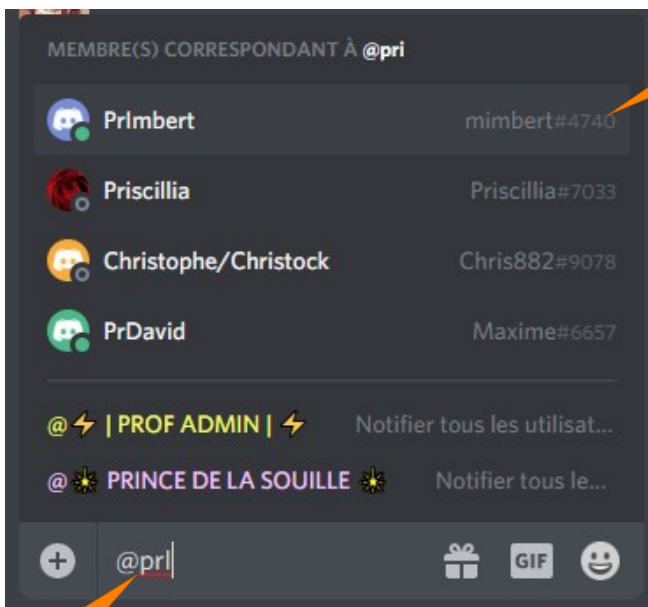 MEMBRE(S) CORRESPONDANT À @pri
PrImbert mimbert#4740
Priscillia Priscillia#7033
Christophe/Christock Chris882#9078
PrDavid Maxime#6657
@⚡ | PROF ADMIN | ⚡ Notifier tous les utilisat...
@ PRINCE DE LA SOUILLE Notifier tous le...
@prI
GIF